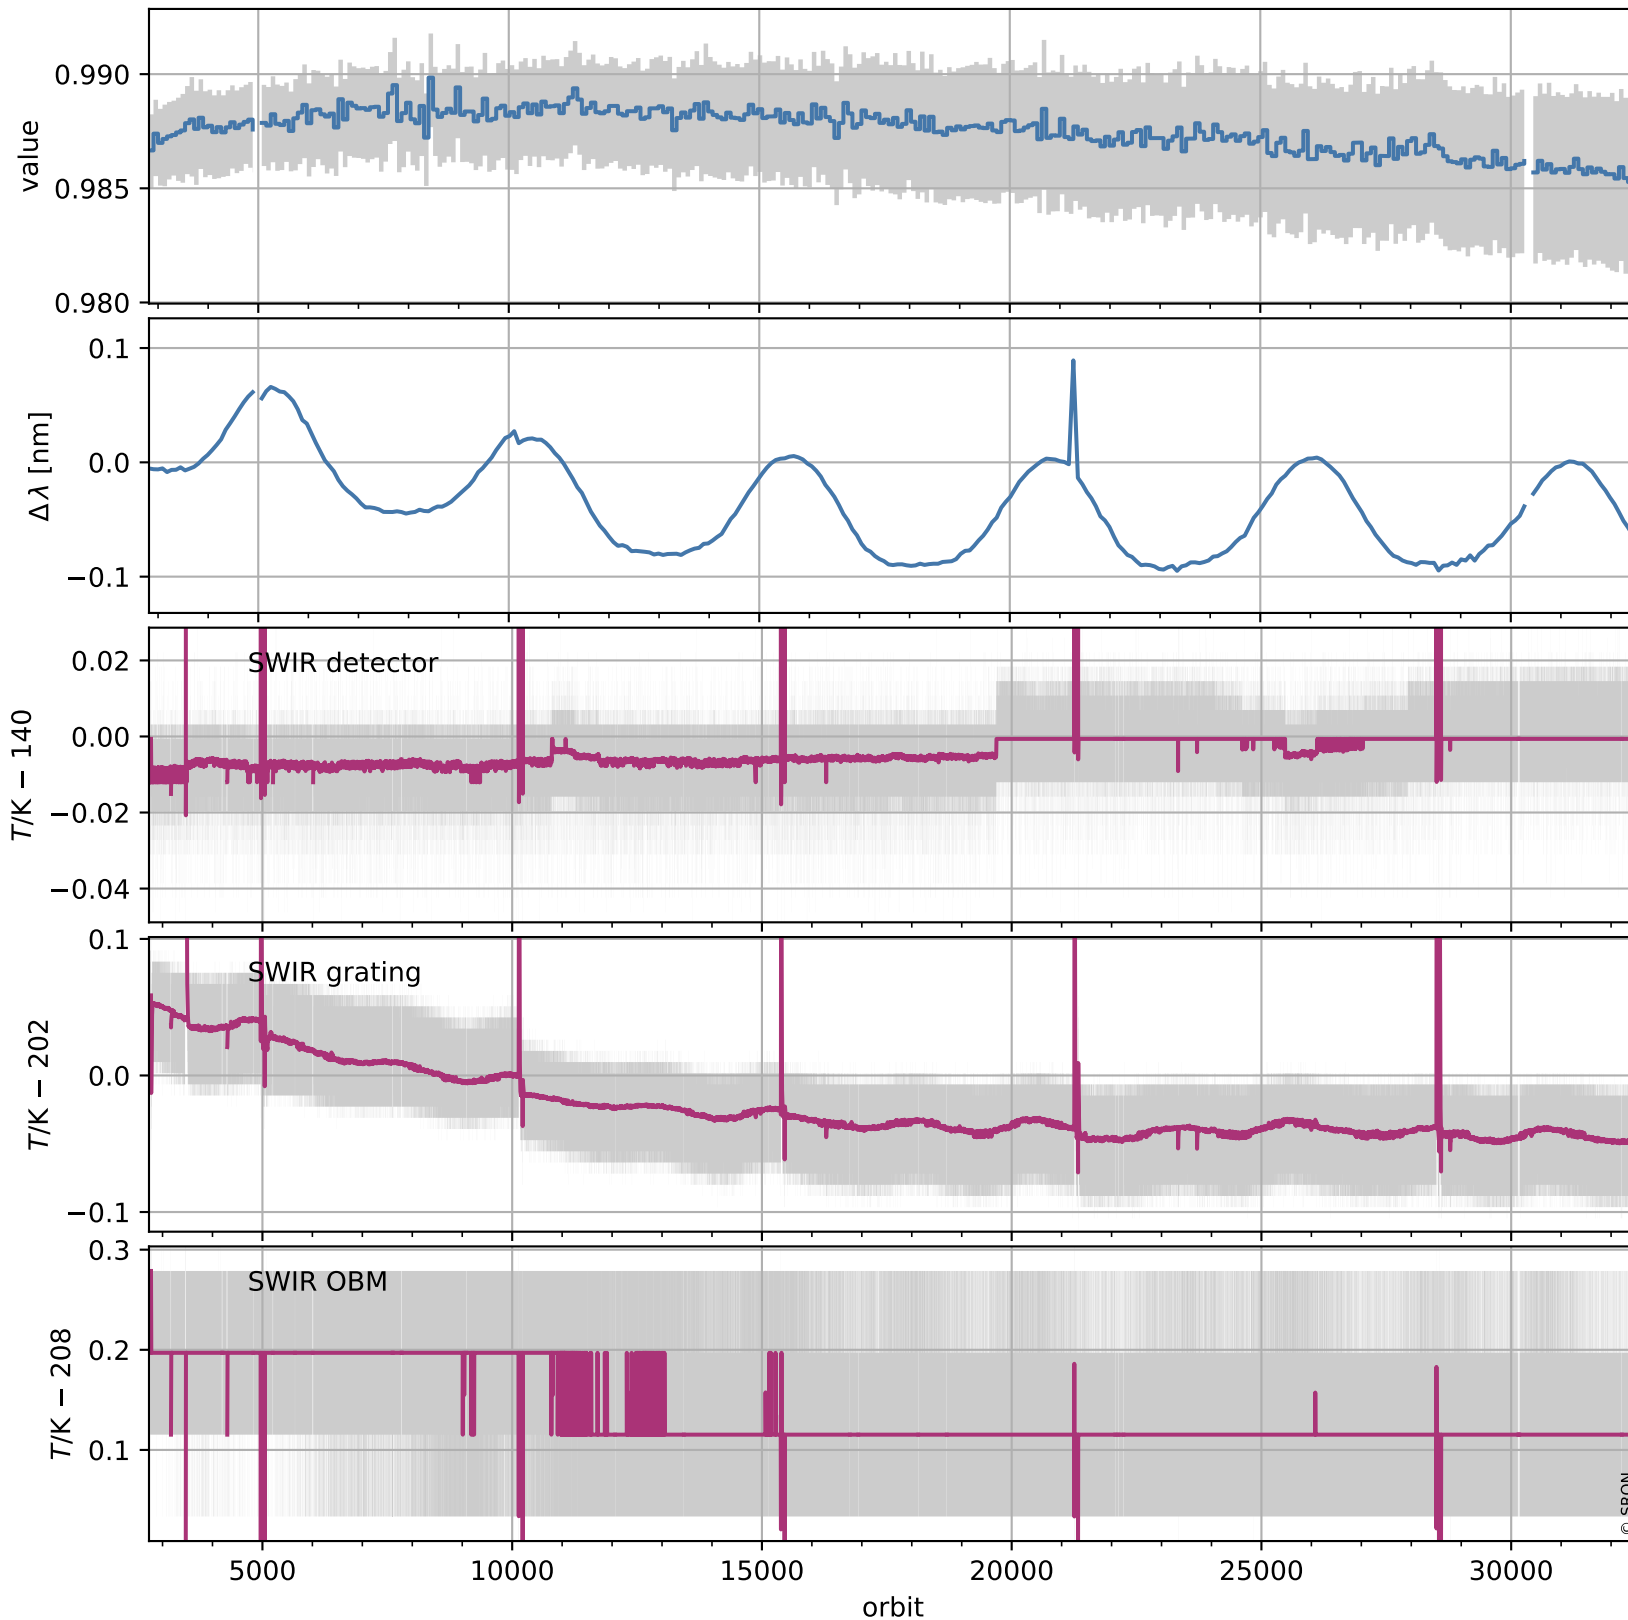 0.990
0.985
0.980
value
0.1
0.0
−0.1
Δλ [nm]
SWIR detector
0.02
0.00
−0.02
−0.04
T/K − 140
SWIR grating
0.1
0.0
−0.1
T/K − 202
SWIR OBM
0.3
0.2
0.1
T/K − 208
© SRON
5000 10000 15000 20000 25000 30000
orbit